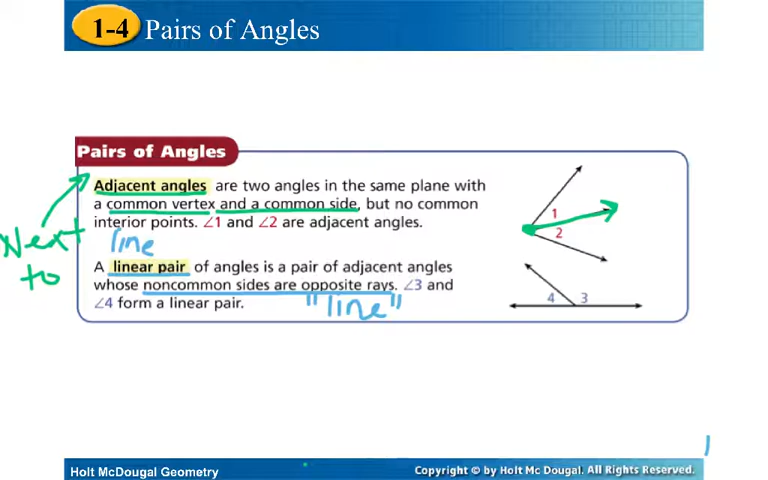 1-4 Pairs of Angles
Pairs of Angles
Adjacent angles are two angles in the same plane with
a common vertex and a common side, but no common
interior points. ∠1 and ∠2 are adjacent angles.
Next
to
line
A linear pair of angles is a pair of adjacent angles
whose noncommon sides are opposite rays. ∠3 and
∠4 form a linear pair.
"line"
1
2
4 3
Holt McDougal Geometry
Copyright © by Holt Mc Dougal. All Rights Reserved.